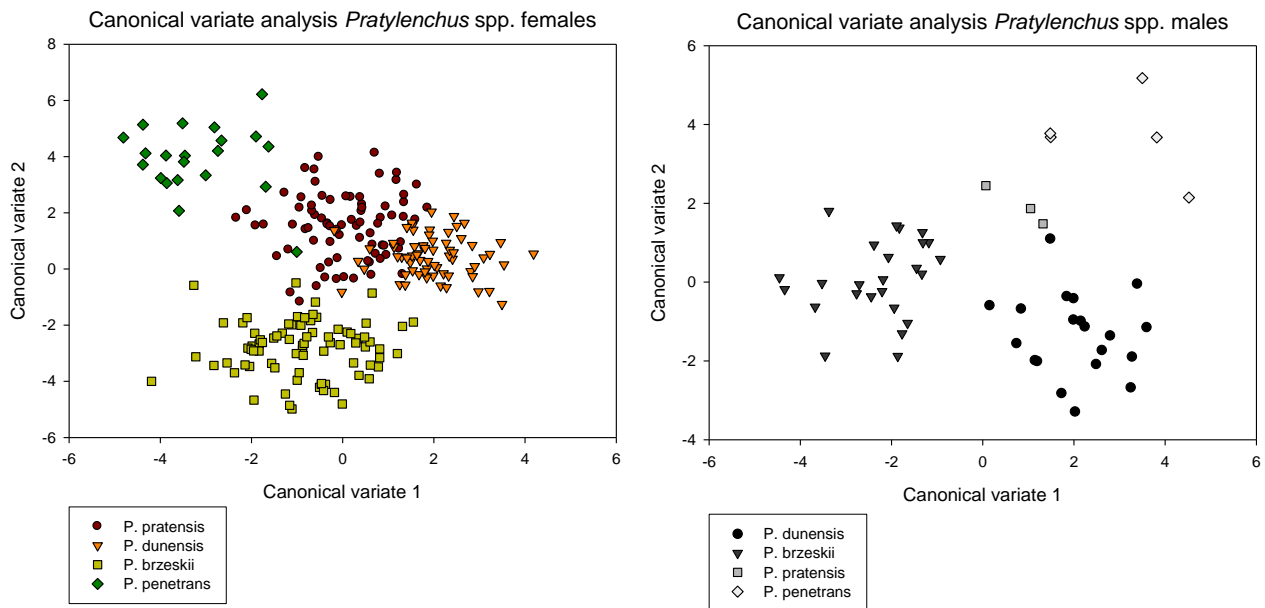 Canonical variate analysis Pratylenchus spp. females
8
6
4
2
0
-2
-4
-6
Canonical variate 2
-6 -4 -2 0 2 4 6
Canonical variate 1
P. pratensis
P. dunensis
P. brzeskii
P. penetrans
Canonical variate analysis Pratylenchus spp. males
6
4
2
0
-2
-4
Canonical variate 2
-6 -4 -2 0 2 4 6
Canonical variate 1
P. dunensis
P. brzeskii
P. pratensis
P. penetrans